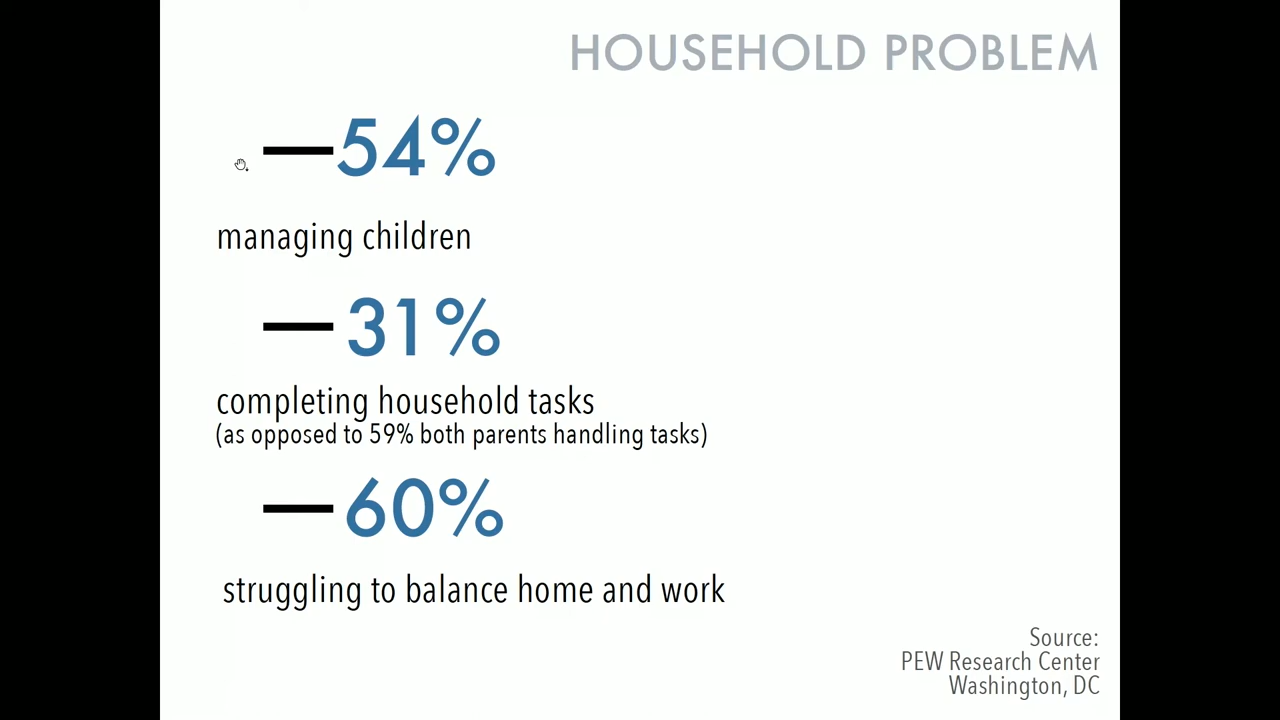 HOUSEHOLD PROBLEM
—54%
managing children
—31%
completing household tasks
(as opposed to 59% both parents handling tasks)
—60%
struggling to balance home and work
Source:
PEW Research Center
Washington, DC